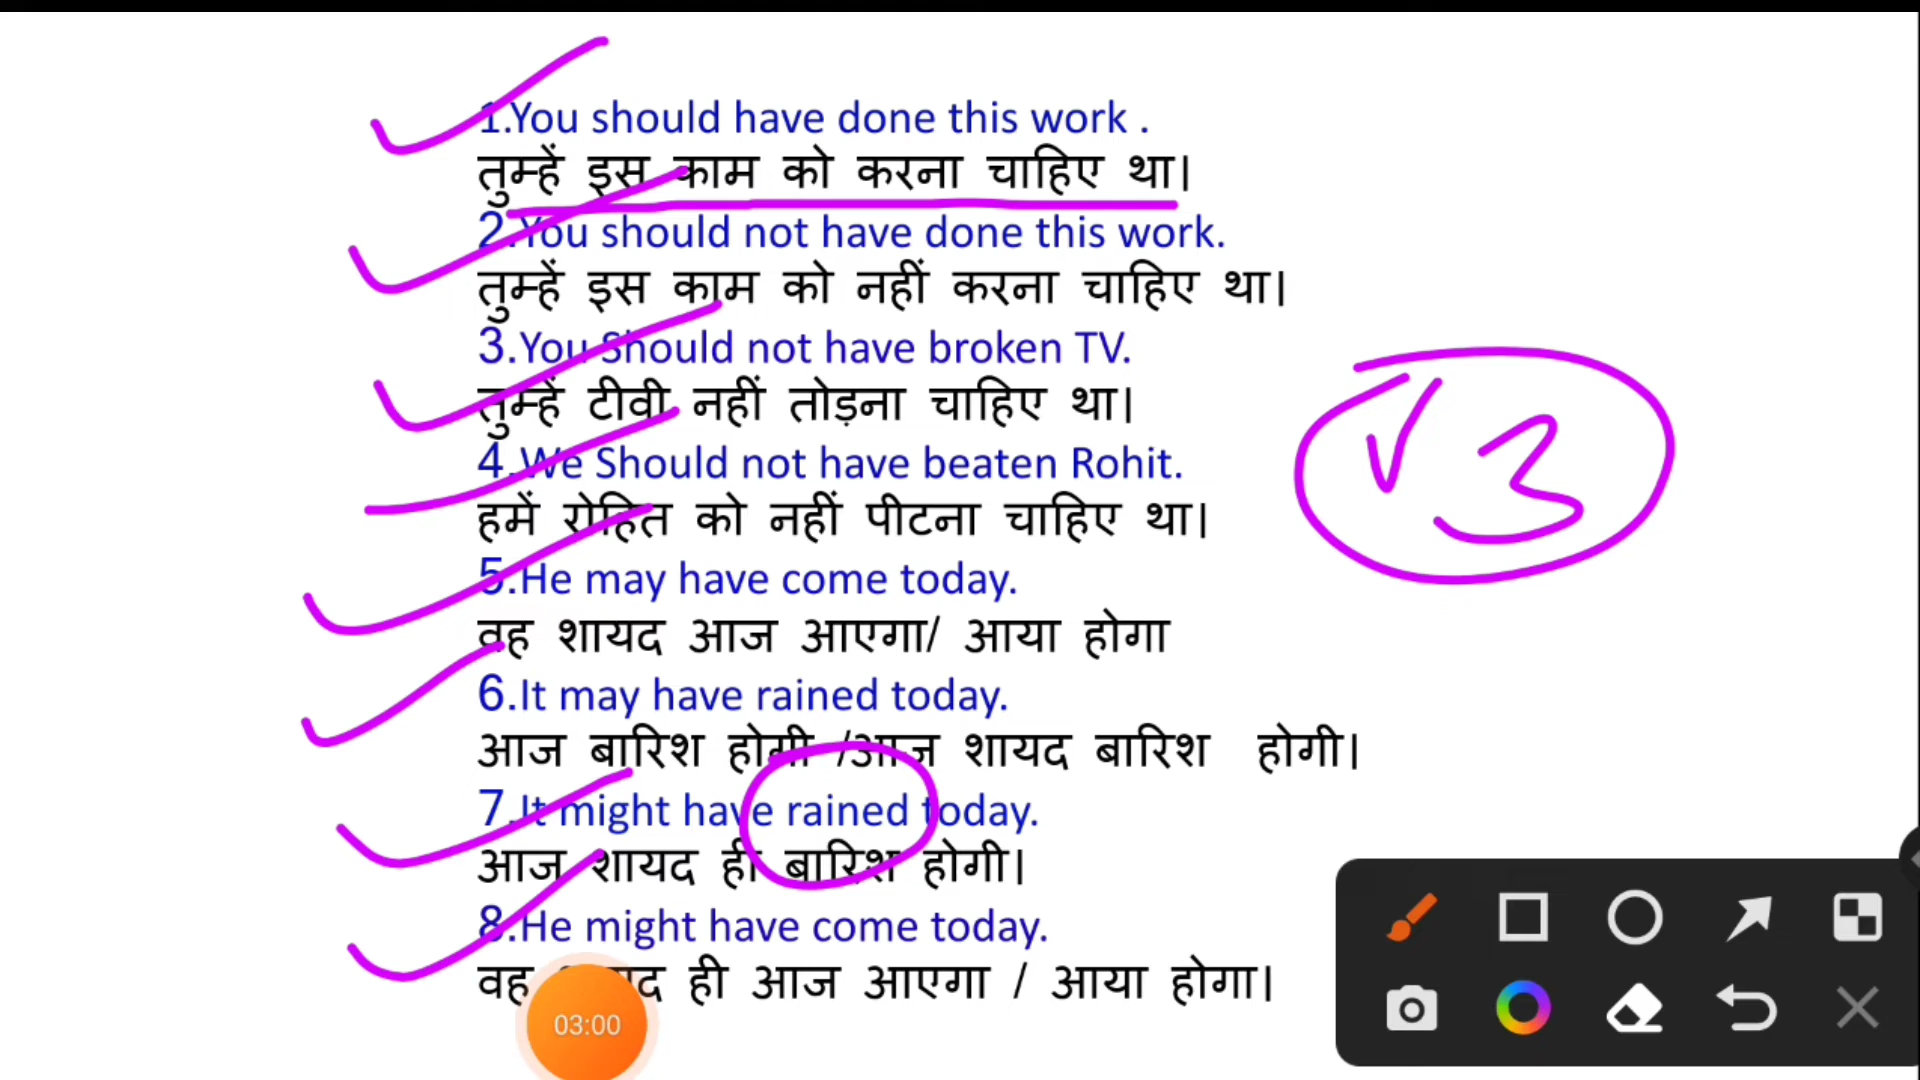 1.You should have done this work .
तुम्हें इस काम को करना चाहिए था।
2.You should not have done this work.
तुम्हें इस काम को नहीं करना चाहिए था।
3.You Should not have broken TV.
तुम्हें टीवी नहीं तोड़ना चाहिए था।
4.We Should not have beaten Rohit.
हमें रोहित को नहीं पीटना चाहिए था।
V3
5.He may have come today.
वह शायद आज आएगा/ आया होगा
6.It may have rained today.
आज बारिश होगी /आज शायद बारिश होगी।
7.It might have rained today.
आज शायद ही बारिश होगी।
8.He might have come today.
वह ही आज आएगा / आया होगा।
03:00